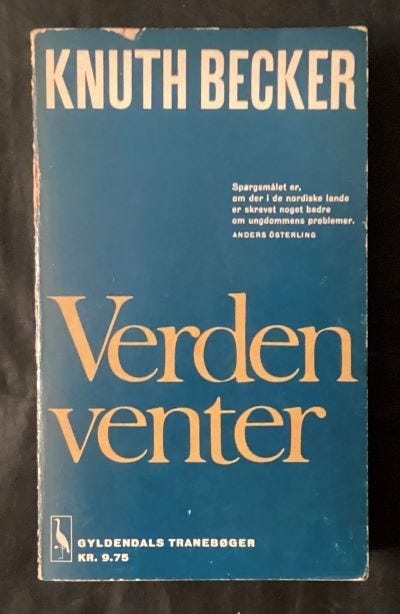 KNUTH BECKER
Spørgsmålet er,
om der i de nordiske lande
er skrevet noget bedre
om ungdommens problemer.
ANDERS ÖSTERLING
Verden
venter
GYLDENDALS TRANEBØGER
KR. 9.75